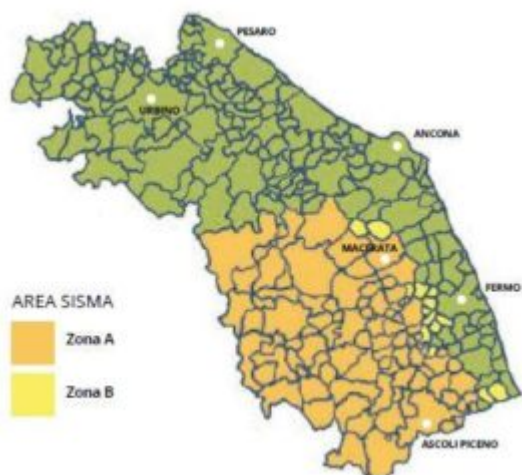 PESARO
URBINO
ANCONA
MACERATA
AREA SISMA
FERMO
Zona A
Zona B
ASCOLI PICENO